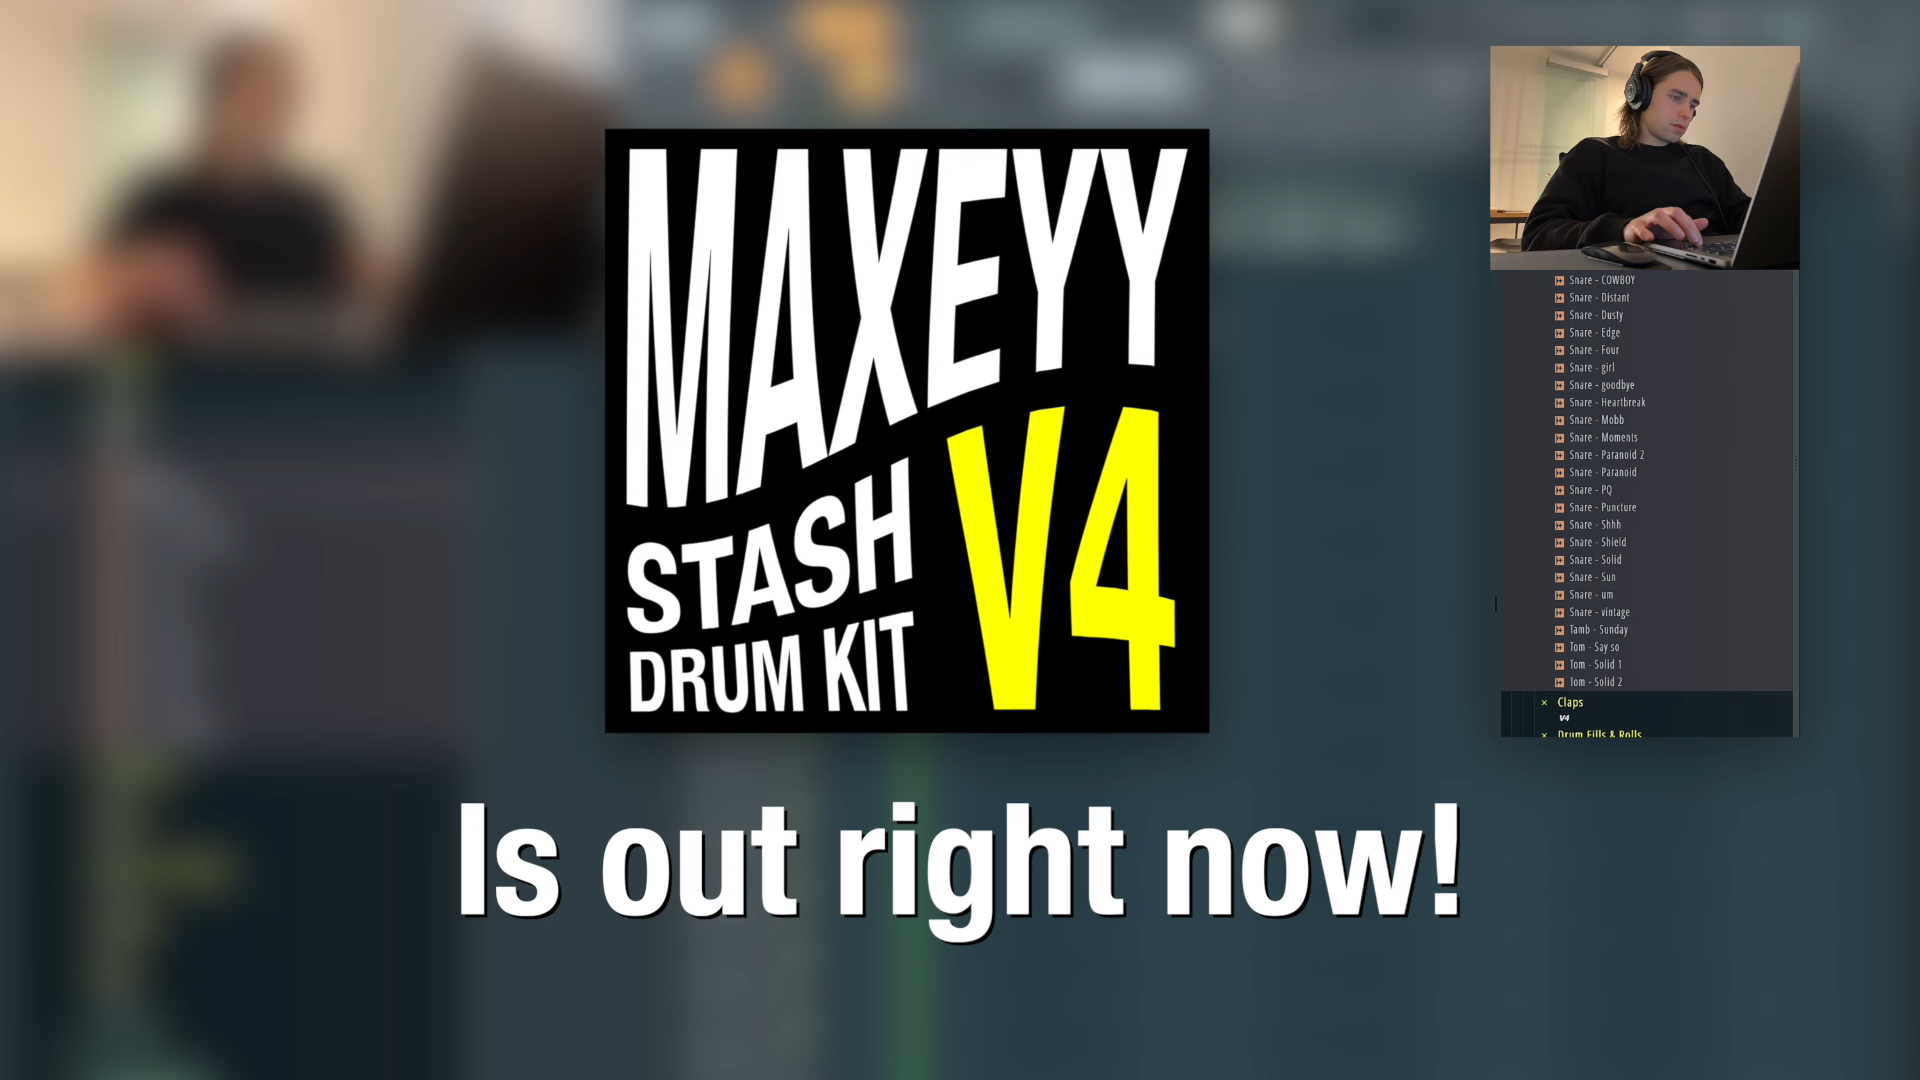 MAXEYY
STASH
DRUM KIT
V4
Is out right now!
Snare - COWBOY
Snare - Distant
Snare - Dusty
Snare - Edge
Snare - Four
Snare - girl
Snare - goodbye
Snare - Heartbreak
Snare - Mobb
Snare - Moments
Snare - Paranoid 2
Snare - Paranoid
Snare - PQ
Snare - Puncture
Snare - Shhh
Snare - Shield
Snare - Solid
Snare - Sun
Snare - um
Snare - vintage
Tamb - Sunday
Tom - Say so
Tom - Solid 1
Tom - Solid 2
Claps
V4
Drum Fills & Rolls